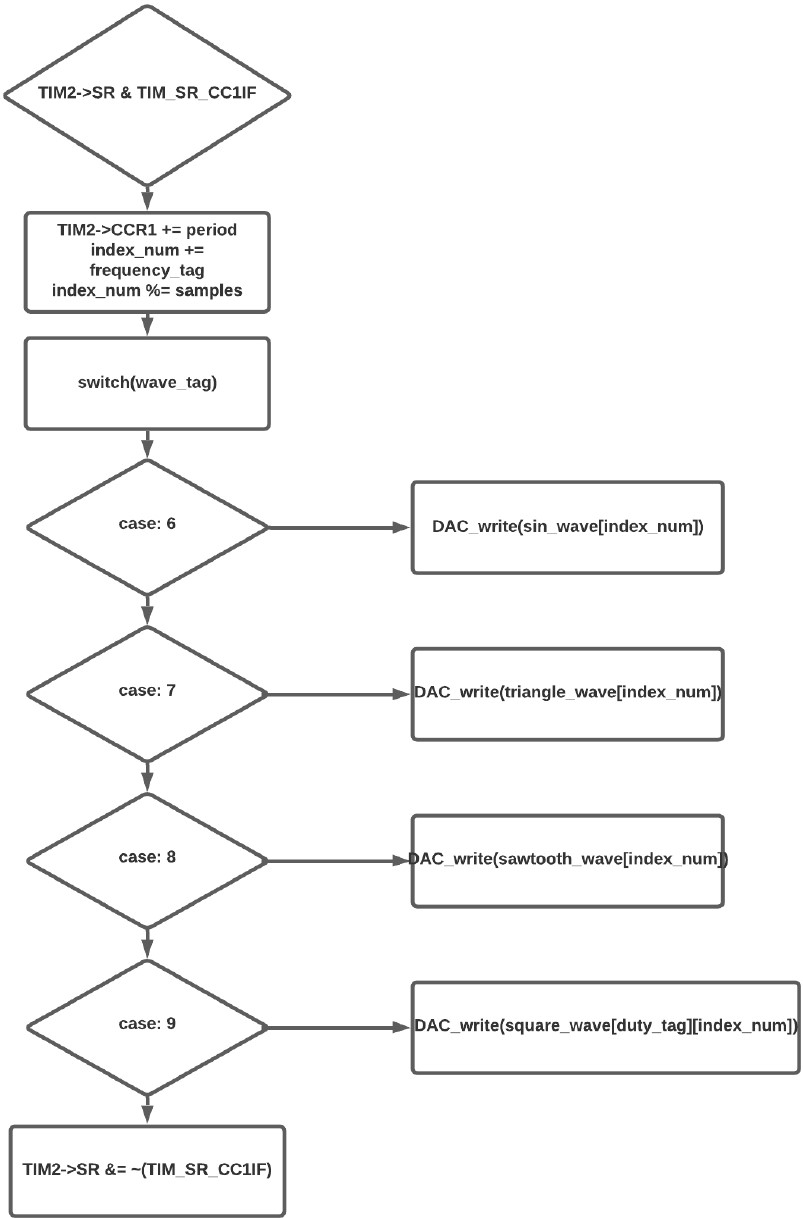 TIM2->SR & TIM_SR_CC1IF
TIM2->CCR1 += period
index_num +=
frequency_tag
index_num %= samples
switch(wave_tag)
case: 6
DAC_write(sin_wave[index_num])
case: 7
DAC_write(triangle_wave[index_num])
case: 8
DAC_write(sawtooth_wave[index_num])
case: 9
DAC_write(square_wave[duty_tag][index_num])
TIM2->SR &= ~(TIM_SR_CC1IF)